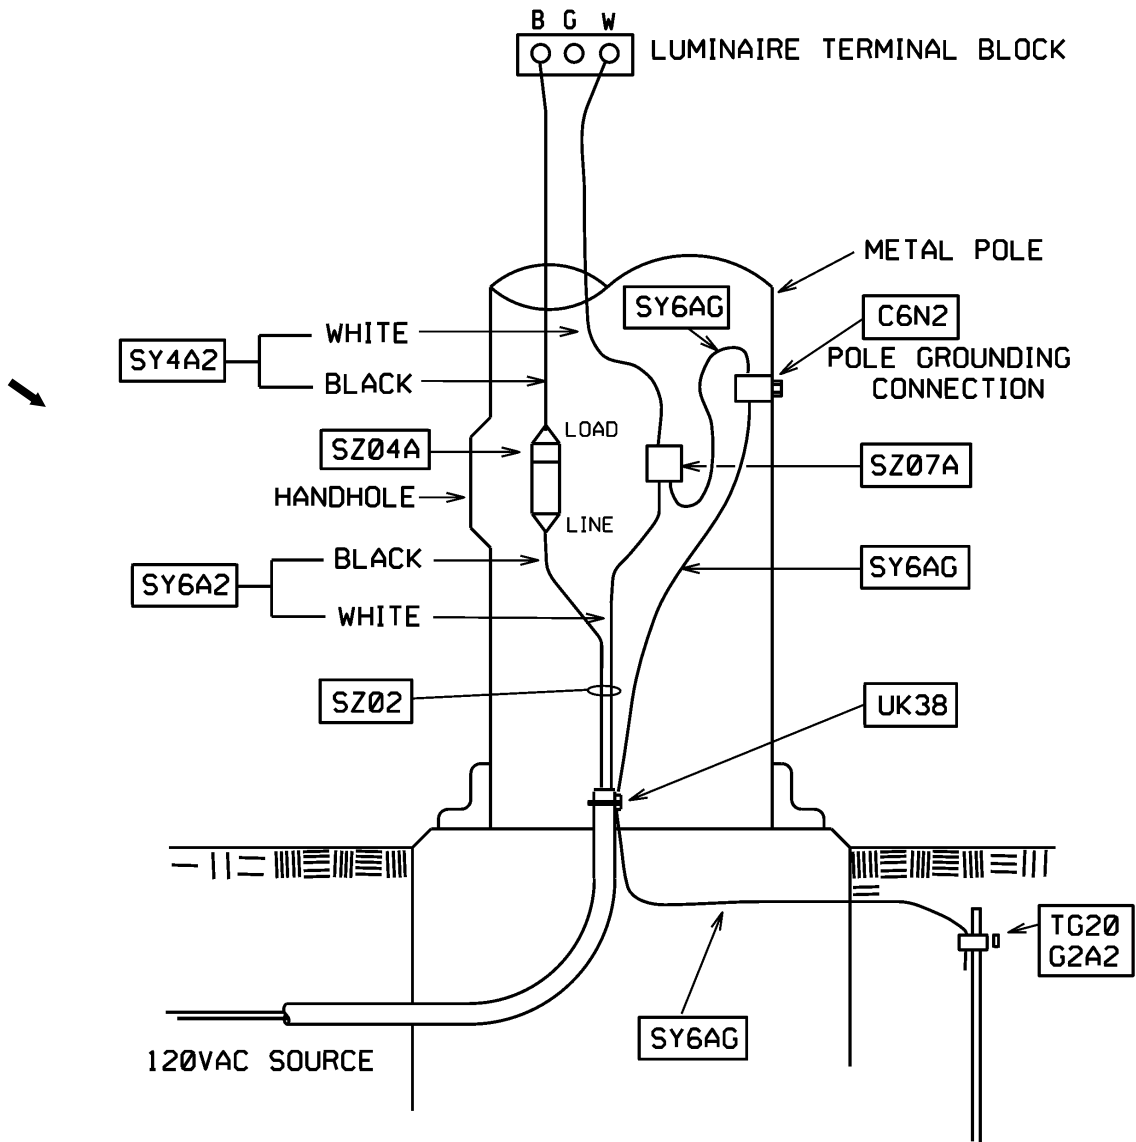 B G W
LUMINAIRE TERMINAL BLOCK
METAL POLE
SY6AG
C6N2
WHITE
SY4A2
POLE GROUNDING
CONNECTION
BLACK
LOAD
SZ04A
SZ07A
HANDHOLE
LINE
BLACK
SY6AG
SY6A2
WHITE
SZ02
UK38
TG20
G2A2
SY6AG
120VAC SOURCE